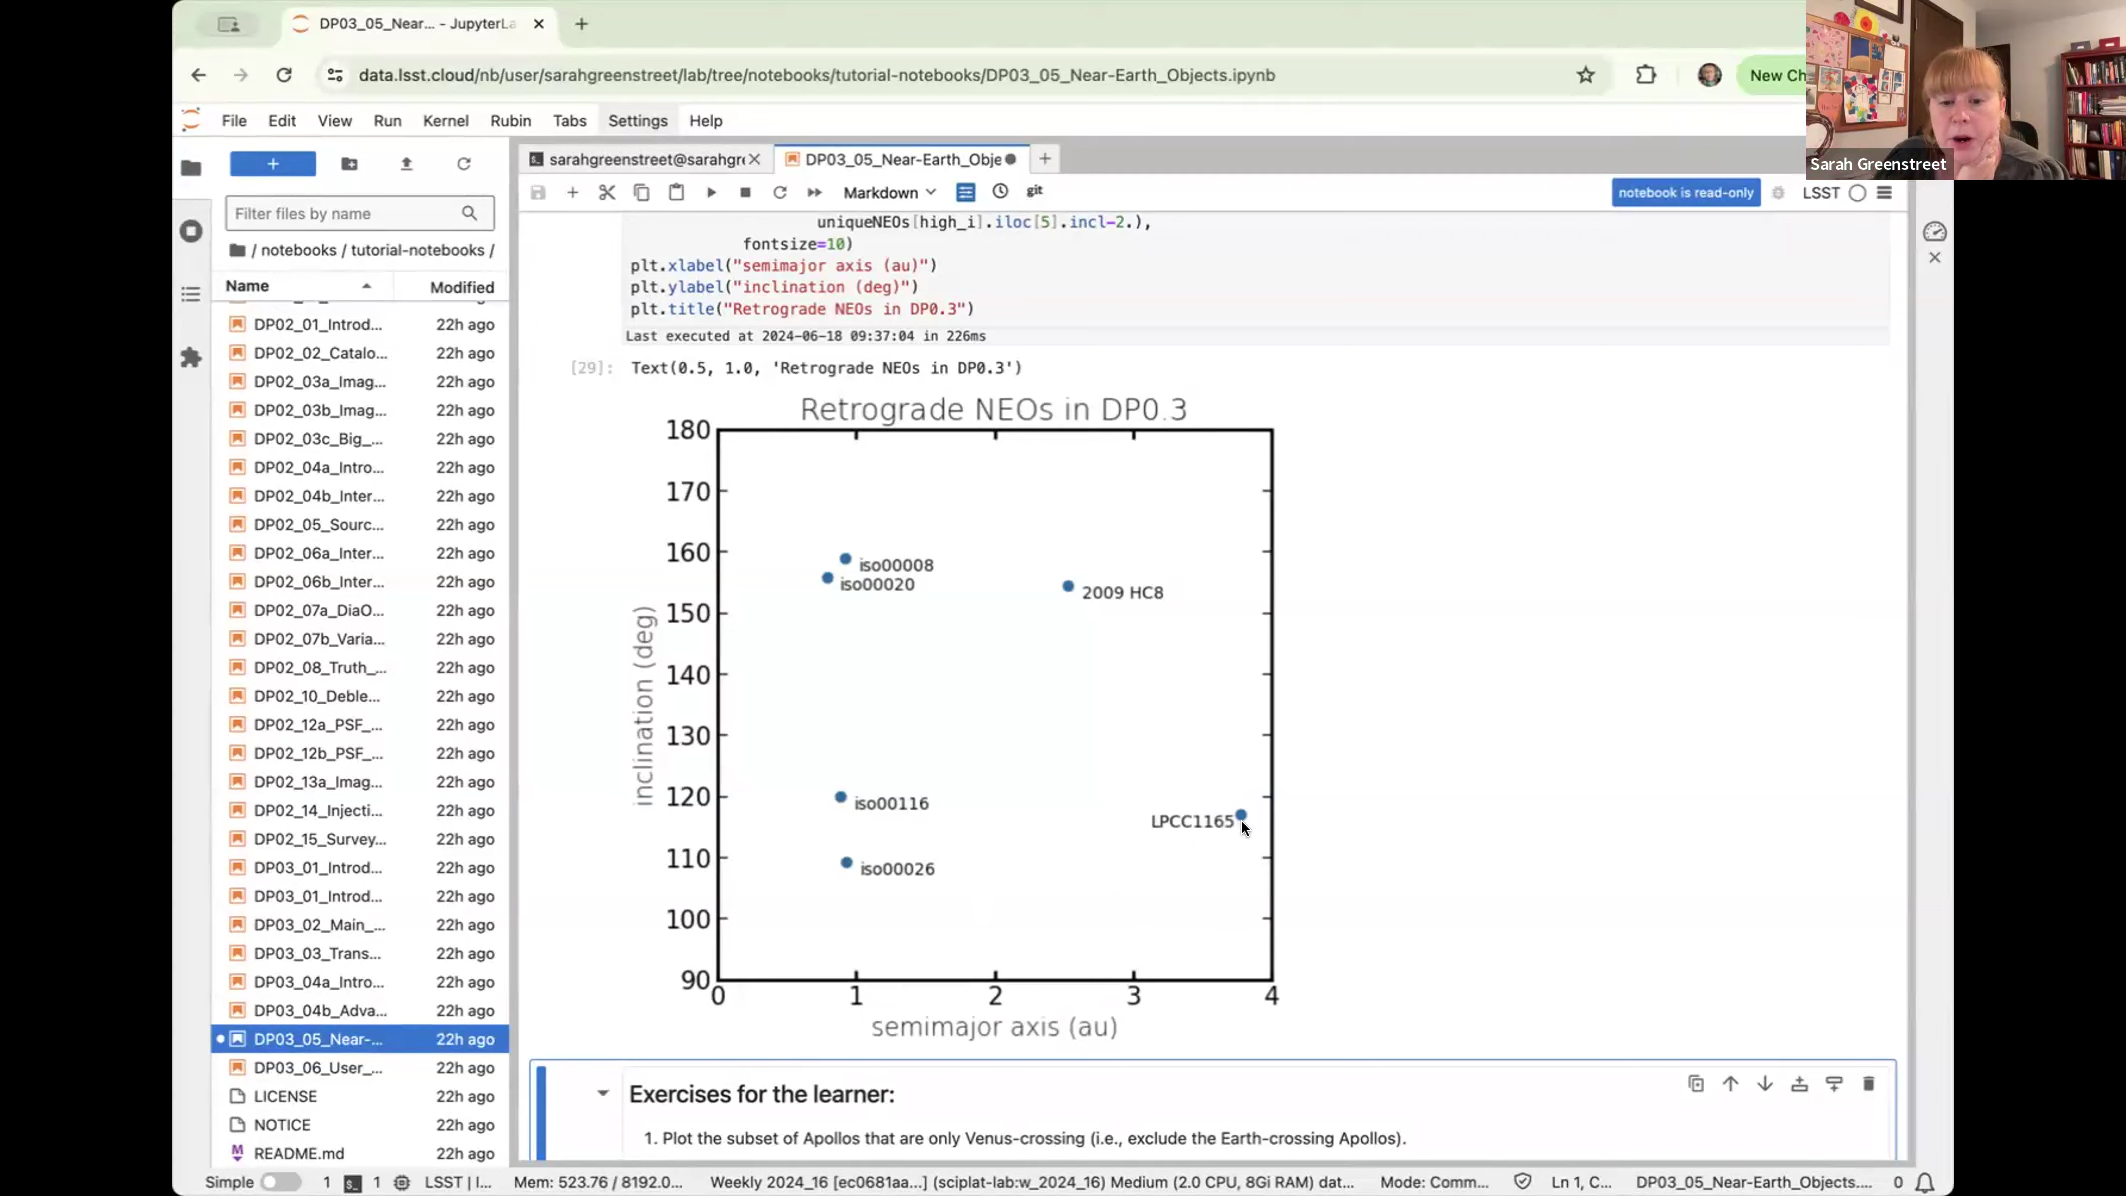 DP03_05_Near... - JupyterLa
data.lsst.cloud/nb/user/sarahgreenstreet/lab/tree/notebooks/tutorial-notebooks/DP03_05_Near-Earth_Objects.ipynb
New Ch
Sarah Greenstreet
File Edit View Run Kernel Rubin Tabs Settings Help
+
Filter files by name
/ notebooks / tutorial-notebooks /
Name Modified
DP02_01_Introd... 22h ago
DP02_02_Catalo... 22h ago
DP02_03a_Imag... 22h ago
DP02_03b_Imag... 22h ago
DP02_03c_Big_... 22h ago
DP02_04a_Intro... 22h ago
DP02_04b_Inter... 22h ago
DP02_05_Sourc... 22h ago
DP02_06a_Inter... 22h ago
DP02_06b_Inter... 22h ago
DP02_07a_DiaO... 22h ago
DP02_07b_Varia... 22h ago
DP02_08_Truth_... 22h ago
DP02_10_Deble... 22h ago
DP02_12a_PSF_... 22h ago
DP02_12b_PSF_... 22h ago
DP02_13a_Imag... 22h ago
DP02_14_Injecti... 22h ago
DP02_15_Survey... 22h ago
DP03_01_Introd... 22h ago
DP03_01_Introd... 22h ago
DP03_02_Main_... 22h ago
DP03_03_Trans... 22h ago
DP03_04a_Intro... 22h ago
DP03_04b_Adva... 22h ago
DP03_05_Near-... 22h ago
DP03_06_User_... 22h ago
LICENSE 22h ago
NOTICE 22h ago
README.md 22h ago
sarahgreenstreet@sarahgr DP03_05_Near-Earth_Obje
Markdown git notebook is read-only LSST
uniqueNEOs[high_i].iloc[5].incl-2.),
fontsize=10)
plt.xlabel("semimajor axis (au)")
plt.ylabel("inclination (deg)")
plt.title("Retrograde NEOs in DP0.3")
Last executed at 2024-06-18 09:37:04 in 226ms
[29]: Text(0.5, 1.0, 'Retrograde NEOs in DP0.3')
Retrograde NEOs in DP0.3
180
170
160
150
140
130
120
110
100
90
inclination (deg)
iso00008
iso00020
2009 HC8
iso00116
LPCC1165
iso00026
0 1 2 3 4
semimajor axis (au)
Exercises for the learner:
1. Plot the subset of Apollos that are only Venus-crossing (i.e., exclude the Earth-crossing Apollos).
Simple 1 1 LSST | I... Mem: 523.76 / 8192.0... Weekly 2024_16 [ec0681aa...] (sciplat-lab:w_2024_16) Medium (2.0 CPU, 8Gi RAM) dat... Mode: Comm... Ln 1, C... DP03_05_Near-Earth_Objects.... 0